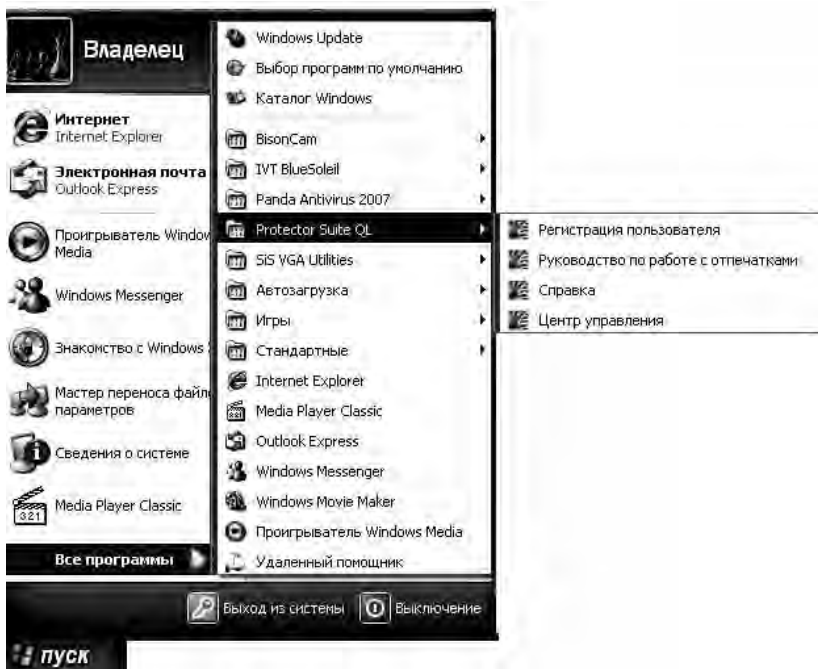 Владелец
Интернет
Internet Explorer
Электронная почта
Outlook Express
Проигрыватель Window
Media
Windows Messenger
Знакомство с Windows
Мастер переноса файл
параметров
Сведения о системе
Media Player Classic
Все программы
Windows Update
Выбор программ по умолчанию
Каталог Windows
BisonCam
IVT BlueSoleil
Panda Antivirus 2007
Protector Suite QL
SiS VGA Utilities
Автозагрузка
Игры
Стандартные
Internet Explorer
Media Player Classic
Outlook Express
Windows Messenger
Windows Movie Maker
Проигрыватель Windows Media
Удаленный помощник
Регистрация пользователя
Руководство по работе с отпечатками
Справка
Центр управления
Выход из системы
Выключение
пуск